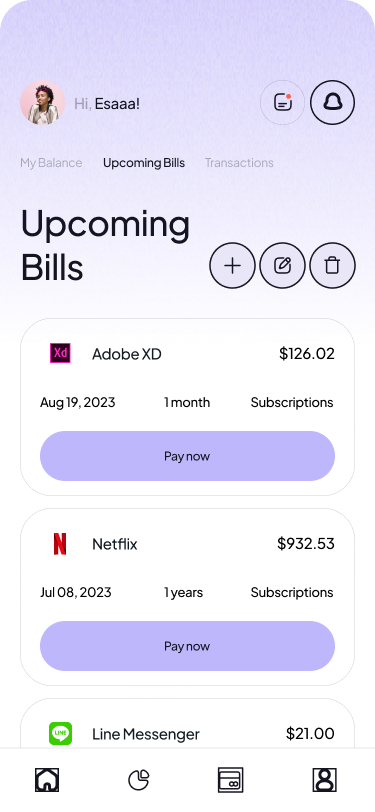 Hi, Esaaa!
My Balance Upcoming Bills Transactions
Upcoming
Bills
Xd Adobe XD $126.02
Aug 19, 2023 1 month Subscriptions
Pay now
Netflix $932.53
Jul 08, 2023 1 years Subscriptions
Pay now
LINE Line Messenger $21.00